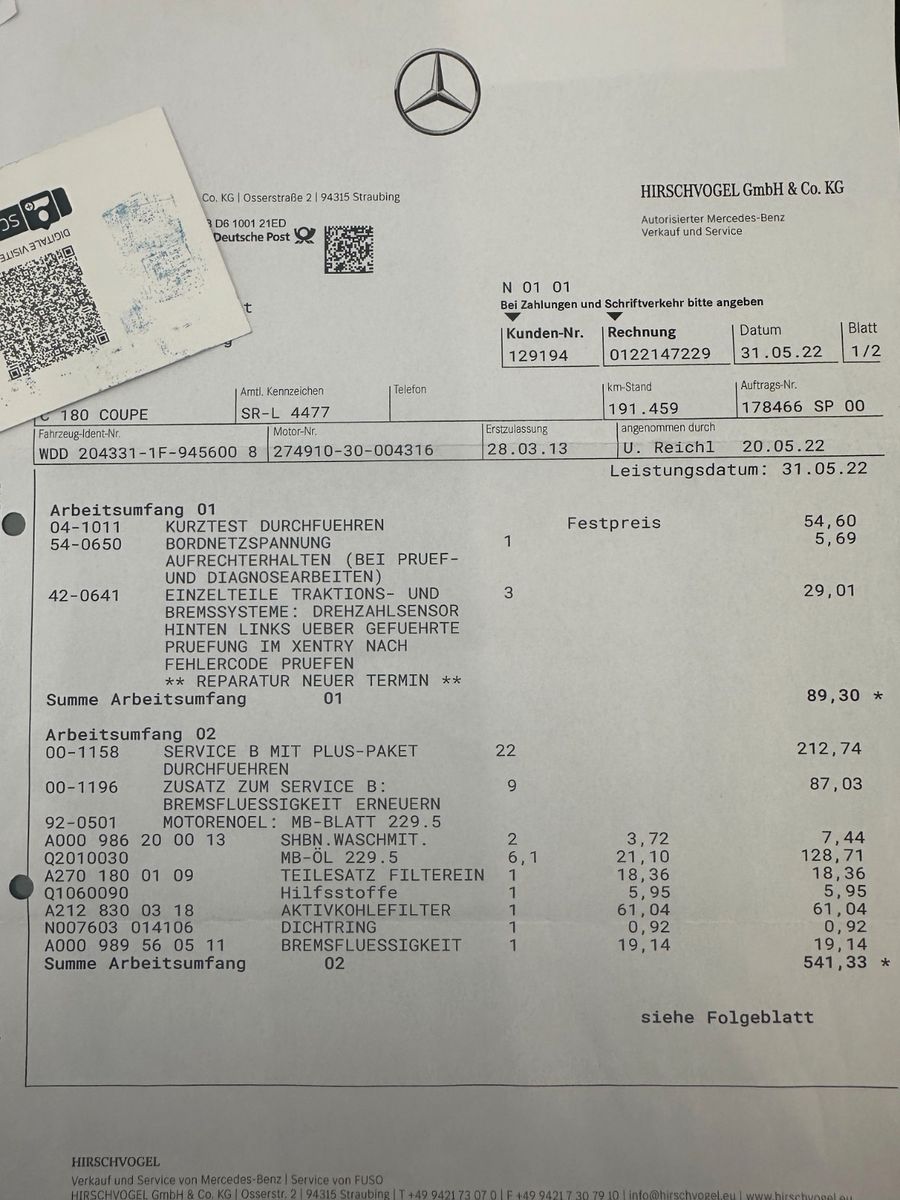 Co. KG | Osserstraße 2 | 94315 Straubing
HIRSCHVOGEL GmbH & Co. KG
Autorisierter Mercedes-Benz
Verkauf und Service
D6 1001 21ED
Deutsche Post
DIGITALE VISITE
SC
t
g
N 01 01
Bei Zahlungen und Schriftverkehr bitte angeben
Kunden-Nr. Rechnung Datum Blatt
129194 0122147229 31.05.22 1/2
Amtl. Kennzeichen Telefon km-Stand Auftrags-Nr.
C 180 COUPE SR-L 4477 191.459 178466 SP 00
Fahrzeug-Ident-Nr. Motor-Nr. Erstzulassung angenommen durch
WDD 204331-1F-945600 8 274910-30-004316 28.03.13 U. Reichl 20.05.22
Leistungsdatum: 31.05.22
Arbeitsumfang 01
04-1011 KURZTEST DURCHFUEHREN Festpreis 54,60
54-0650 BORDNETZSPANNUNG 1 5,69
AUFRECHTERHALTEN (BEI PRUEF-
UND DIAGNOSEARBEITEN)
42-0641 EINZELTEILE TRAKTIONS- UND 3 29,01
BREMSSYSTEME: DREHZAHLSENSOR
HINTEN LINKS UEBER GEFUEHRTE
PRUEFUNG IM XENTRY NACH
FEHLERCODE PRUEFEN
** REPARATUR NEUER TERMIN **
Summe Arbeitsumfang 01 89,30 *
Arbeitsumfang 02
00-1158 SERVICE B MIT PLUS-PAKET 22 212,74
DURCHFUEHREN
00-1196 ZUSATZ ZUM SERVICE B: 9 87,03
BREMSFLUESSIGKEIT ERNEUERN
92-0501 MOTORENOEL: MB-BLATT 229.5
A000 986 20 00 13 SHBN.WASCHMIT. 2 3,72 7,44
Q2010030 MB-ÖL 229.5 6,1 21,10 128,71
A270 180 01 09 TEILESATZ FILTEREIN 1 18,36 18,36
Q1060090 Hilfsstoffe 1 5,95 5,95
A212 830 03 18 AKTIVKOHLEFILTER 1 61,04 61,04
N007603 014106 DICHTRING 1 0,92 0,92
A000 989 56 05 11 BREMSFLUESSIGKEIT 1 19,14 19,14
Summe Arbeitsumfang 02 541,33 *
siehe Folgeblatt
HIRSCHVOGEL
Verkauf und Service von Mercedes-Benz | Service von FUSO
HIRSCHVOGEL GmbH & Co. KG | Osserstr. 2 | 94315 Straubing | T +49 9421 73 07 0 | F +49 9421 7 30 79 10 | info@hirschvogel.eu | www.hirschvogel.eu